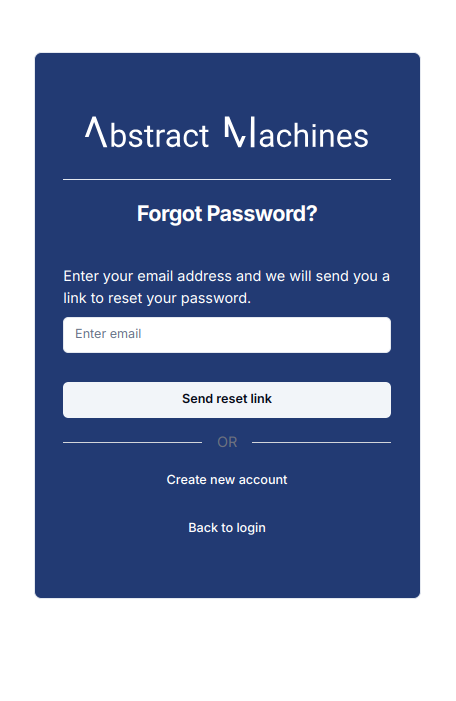 Abstract Machines
Forgot Password?
Enter your email address and we will send you a
link to reset your password.
Enter email
Send reset link
OR
Create new account
Back to login